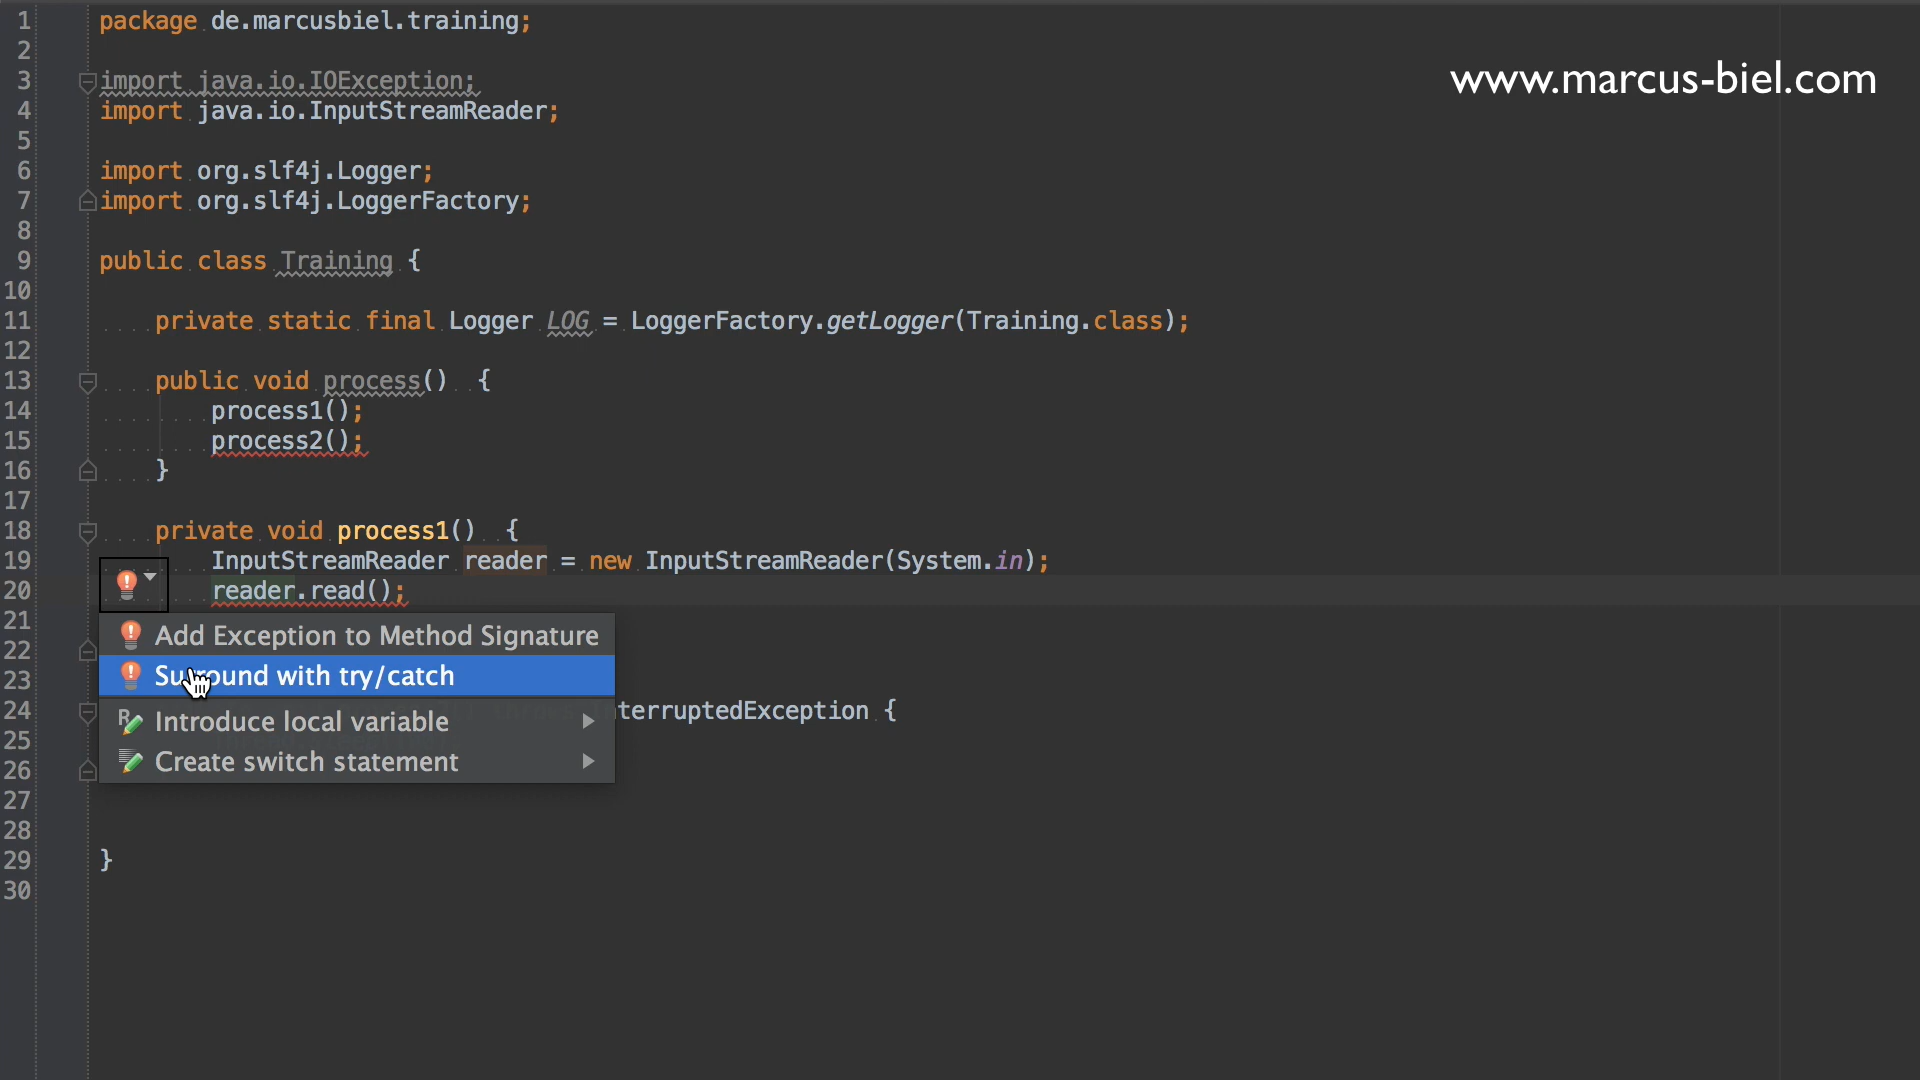 1 package de.marcusbiel.training;
2
3 import java.io.IOException;
www.marcus-biel.com
4 import java.io.InputStreamReader;
5
6 import org.slf4j.Logger;
7 import org.slf4j.LoggerFactory;
8
9 public class Training {
10
11 private static final Logger LOG = LoggerFactory.getLogger(Training.class);
12
13 public void process() {
14 process1();
15 process2();
16 }
17
18 private void process1() {
19 InputStreamReader reader = new InputStreamReader(System.in);
20 reader.read();
21
Add Exception to Method Signature
22
23 Surround with try/catch
24 terruptedException {
Introduce local variable
25
26 Create switch statement
27
28
29 }
30